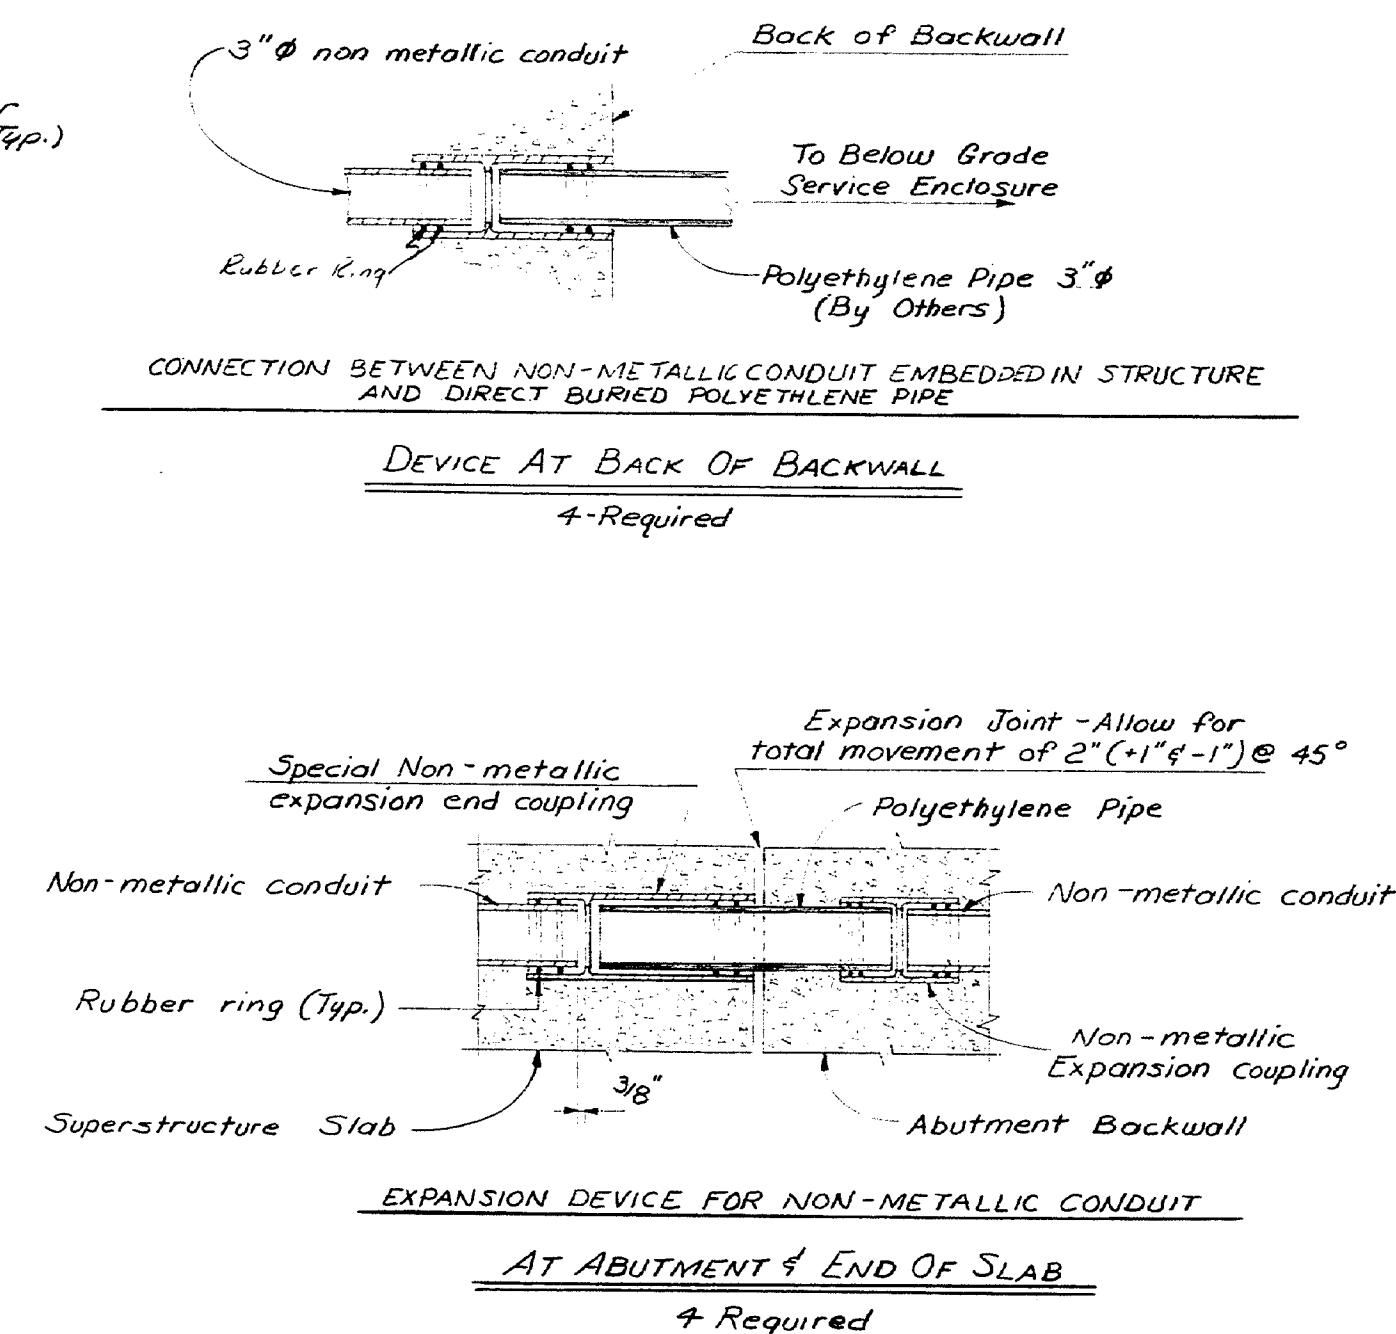 3"Ø non metallic conduit
Back of Backwall
Typ.)
To Below Grade
Service Enclosure
Rubber Ring
Polyethylene Pipe 3"Ø
(By Others)
CONNECTION BETWEEN NON-METALLIC CONDUIT EMBEDDED IN STRUCTURE
AND DIRECT BURIED POLYETHLENE PIPE
DEVICE AT BACK OF BACKWALL
4-Required
Expansion Joint - Allow for
total movement of 2" (+1" & -1") @ 45°
Special Non-metallic
expansion end coupling
Polyethylene Pipe
Non-metallic conduit
Non-metallic conduit
Rubber ring (Typ.)
Non-metallic
Expansion coupling
3/8"
Superstructure Slab
Abutment Backwall
EXPANSION DEVICE FOR NON-METALLIC CONDUIT
AT ABUTMENT & END OF SLAB
4 Required